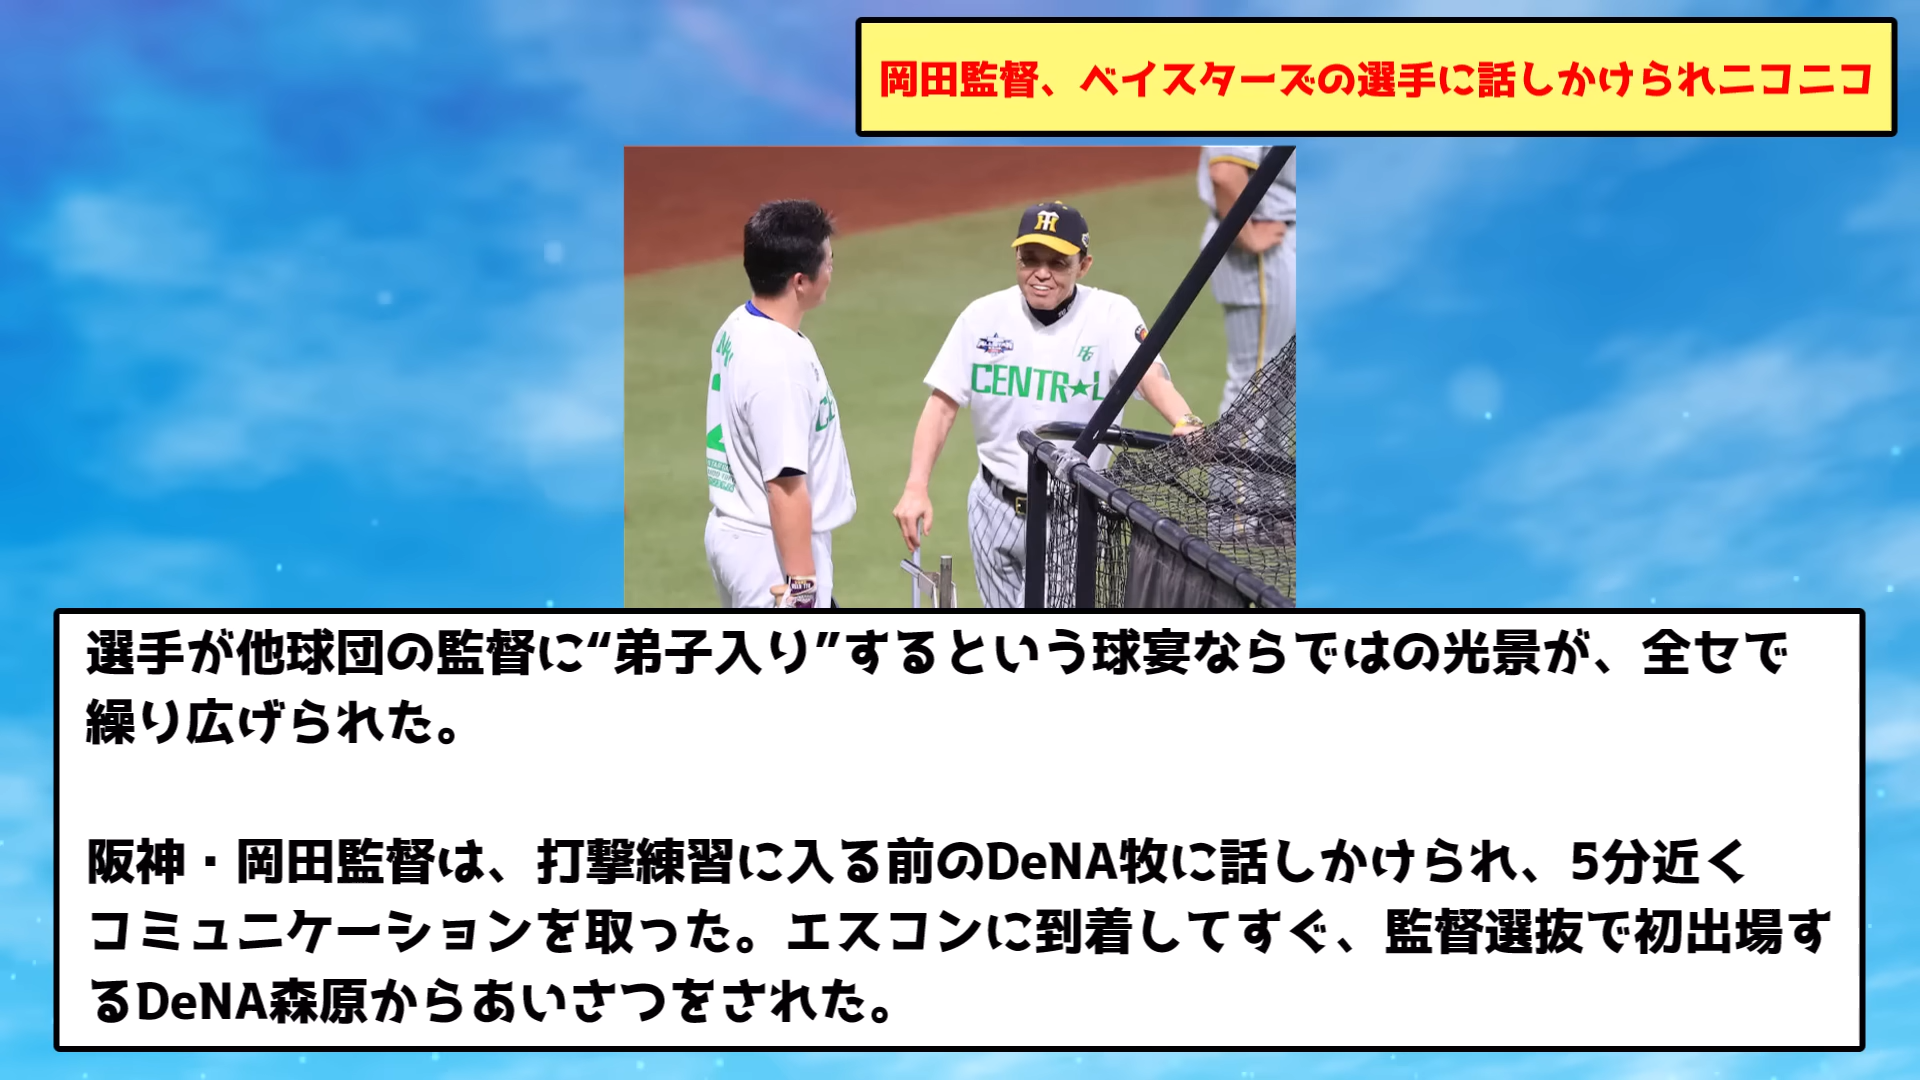 岡田監督、ベイスターズの選手に話しかけられニコニコ
CENTR★L
選手が他球団の監督に“弟子入り”するという球宴ならではの光景が、全セで
繰り広げられた。
阪神・岡田監督は、打撃練習に入る前のDeNA牧に話しかけられ、5分近く
コミュニケーションを取った。エスコンに到着してすぐ、監督選抜で初出場す
るDeNA森原からあいさつをされた。